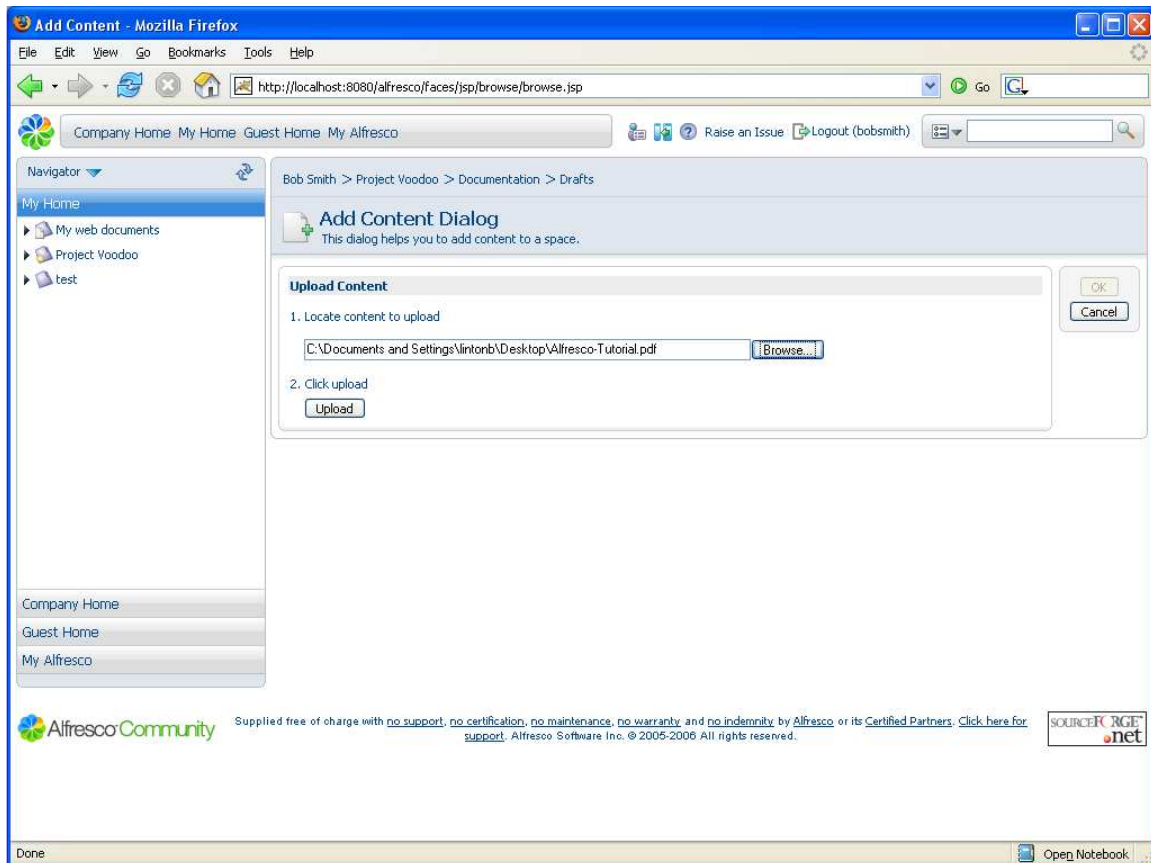 Add Content - Mozilla Firefox
File Edit View Go Bookmarks Tools Help
http://localhost:8080/alfresco/faces/jsp/browse/browse.jsp
Go
G
Company Home My Home Guest Home My Alfresco
Raise an Issue Logout (bobsmith)
Navigator
Bob Smith > Project Voodoo > Documentation > Drafts
My Home
Add Content Dialog
This dialog helps you to add content to a space.
My web documents
Project Voodoo
test
Upload Content
OK
Cancel
1. Locate content to upload
C:\Documents and Settings\lintonb\Desktop\Alfresco-Tutorial.pdf Browse...
2. Click upload
Upload
Company Home
Guest Home
My Alfresco
Alfresco Community
Supplied free of charge with no support, no certification, no maintenance, no warranty and no indemnity by Alfresco or its Certified Partners. Click here for
support. Alfresco Software Inc. © 2005-2006 All rights reserved.
SOURCEFORGE
.net
Done
Open Notebook